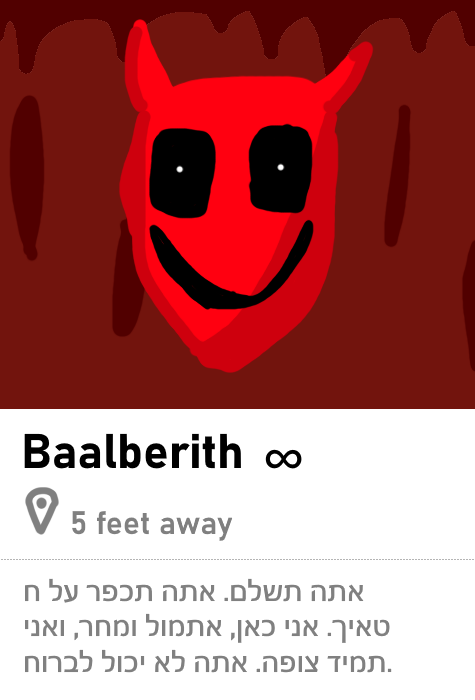 Baalberith ∞
5 feet away
אתה תשלם. אתה תכפר על ח
טאיך. אני כאן, אתמול ומחר, ואני
תמיד צופה. אתה לא יכול לברוח.